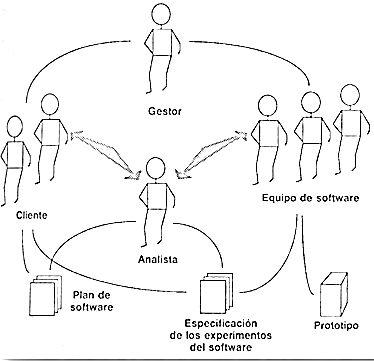 Gestor
Equipo de software
Cliente
Analista
Plan de
software
Especificación
de los experimentos
del software
Prototipo